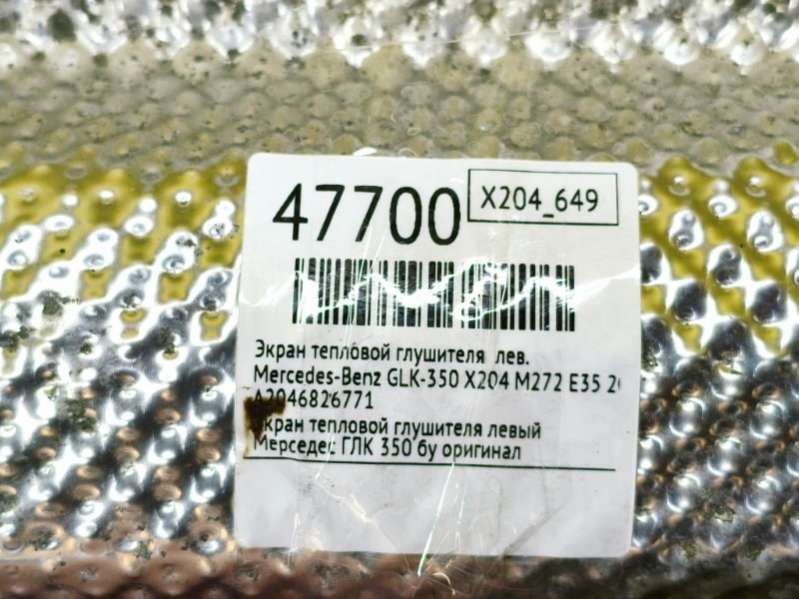 47700
X204_649
Экран тепловой глушителя лев.
Mercedes-Benz GLK-350 X204 M272 E35
A2046826771
Экран тепловой глушителя левый
Мерседес ГЛК 350 бу оригинал